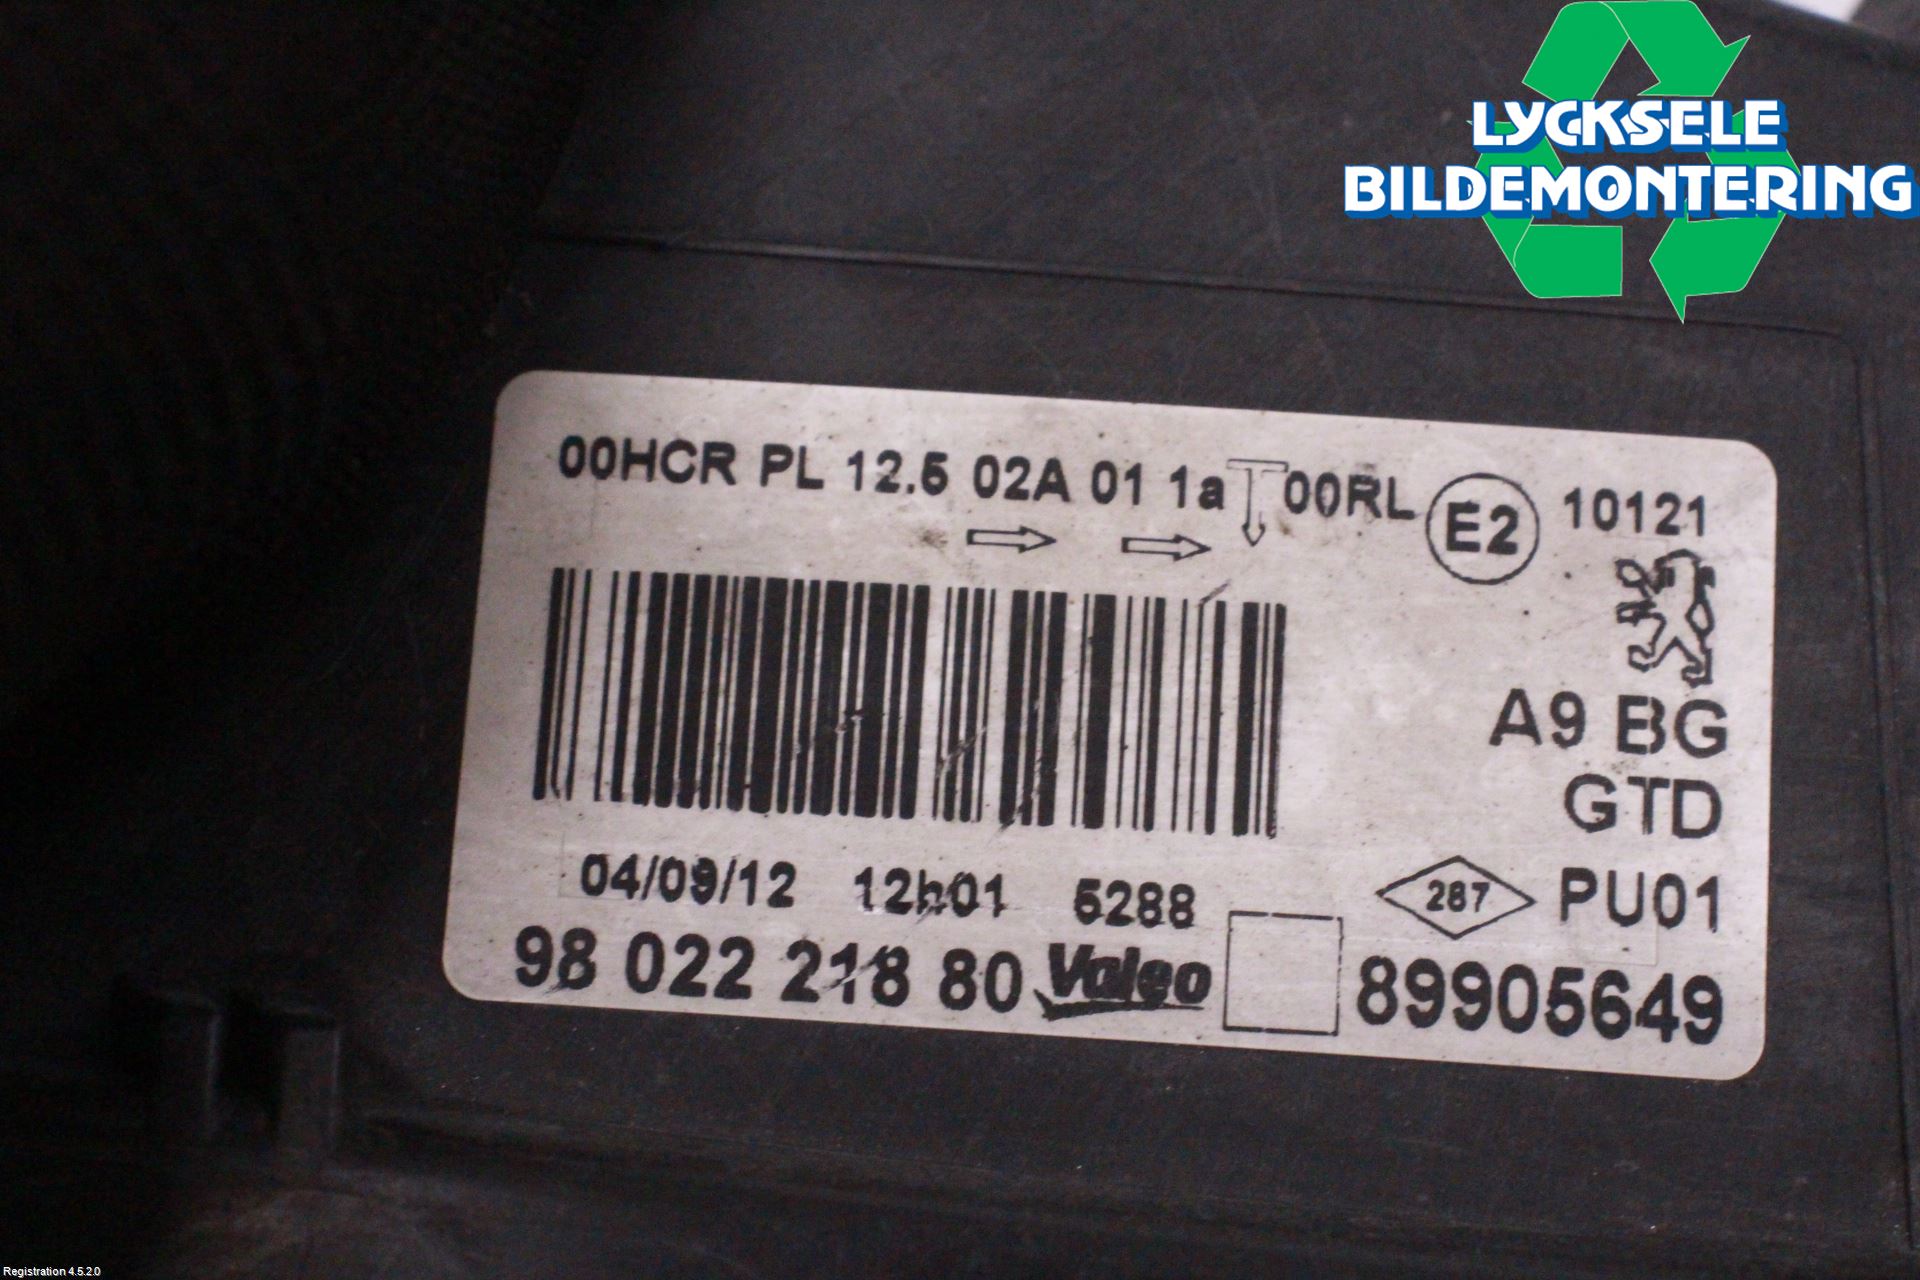 LYCKSELE
BILDEMONTERING
00HCR PL 12.5 02A 01 1a 00RL E2 10121
A9 BG
GTD
04/09/12 12h01 5288 287 PU01
98 022 218 80 Valeo 89905649
Registration 4.5.2.0